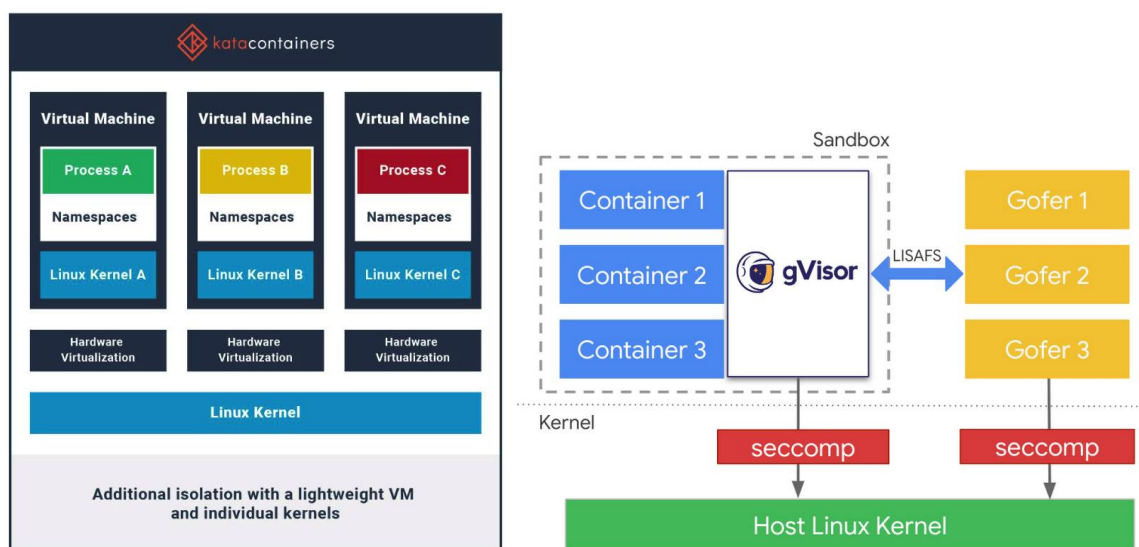 katacontainers
Virtual Machine
Virtual Machine
Virtual Machine
Process A
Process B
Process C
Namespaces
Namespaces
Namespaces
Linux Kernel A
Linux Kernel B
Linux Kernel C
Hardware
Virtualization
Hardware
Virtualization
Hardware
Virtualization
Linux Kernel
Additional isolation with a lightweight VM
and individual kernels
Sandbox
Container 1
Container 2
Container 3
gVisor
LISAFS
Gofer 1
Gofer 2
Gofer 3
Kernel
seccomp
seccomp
Host Linux Kernel